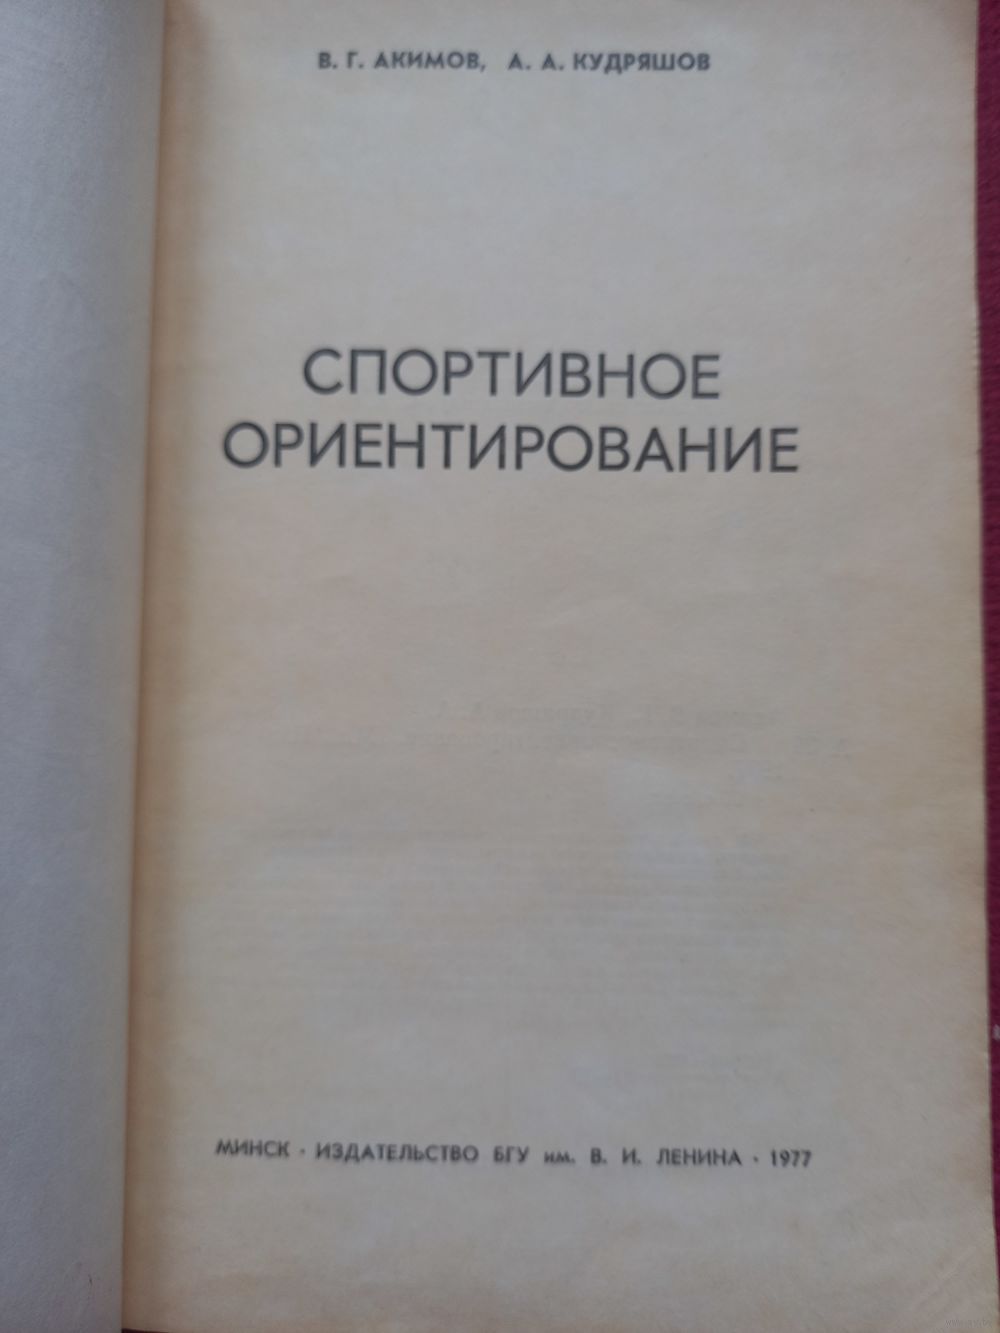 В. Г. АКИМОВ, А. А. КУДРЯШОВ
СПОРТИВНОЕ
ОРИЕНТИРОВАНИЕ
МИНСК · ИЗДАТЕЛЬСТВО БГУ им. В. И. ЛЕНИНА · 1977